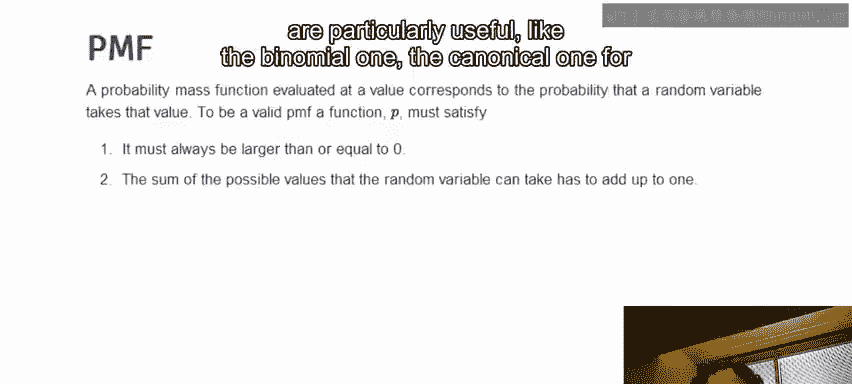 are particularly useful, like
the binomial one, the canonical one for
PMF
A probability mass function evaluated at a value corresponds to the probability that a random variable
takes that value. To be a valid pmf a function, p, must satisfy
1. It must always be larger than or equal to 0.
2. The sum of the possible values that the random variable can take has to add up to one.